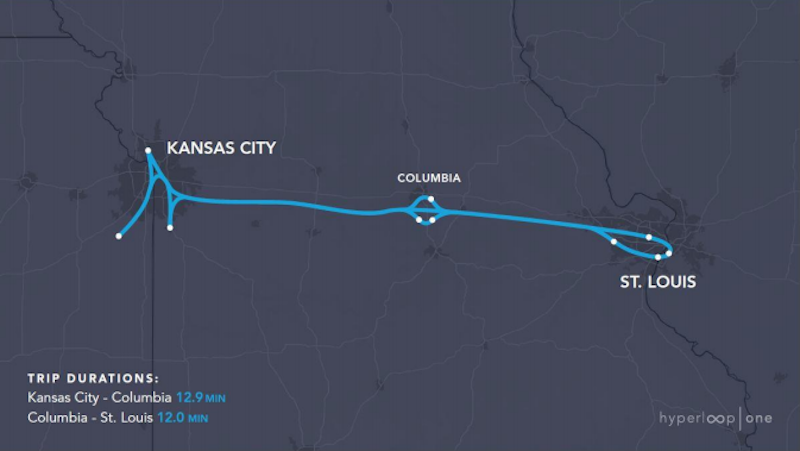 KANSAS CITY
COLUMBIA
ST. LOUIS
TRIP DURATIONS:
Kansas City - Columbia 12.9 MIN
Columbia - St. Louis 12.0 MIN
hyperloop|one